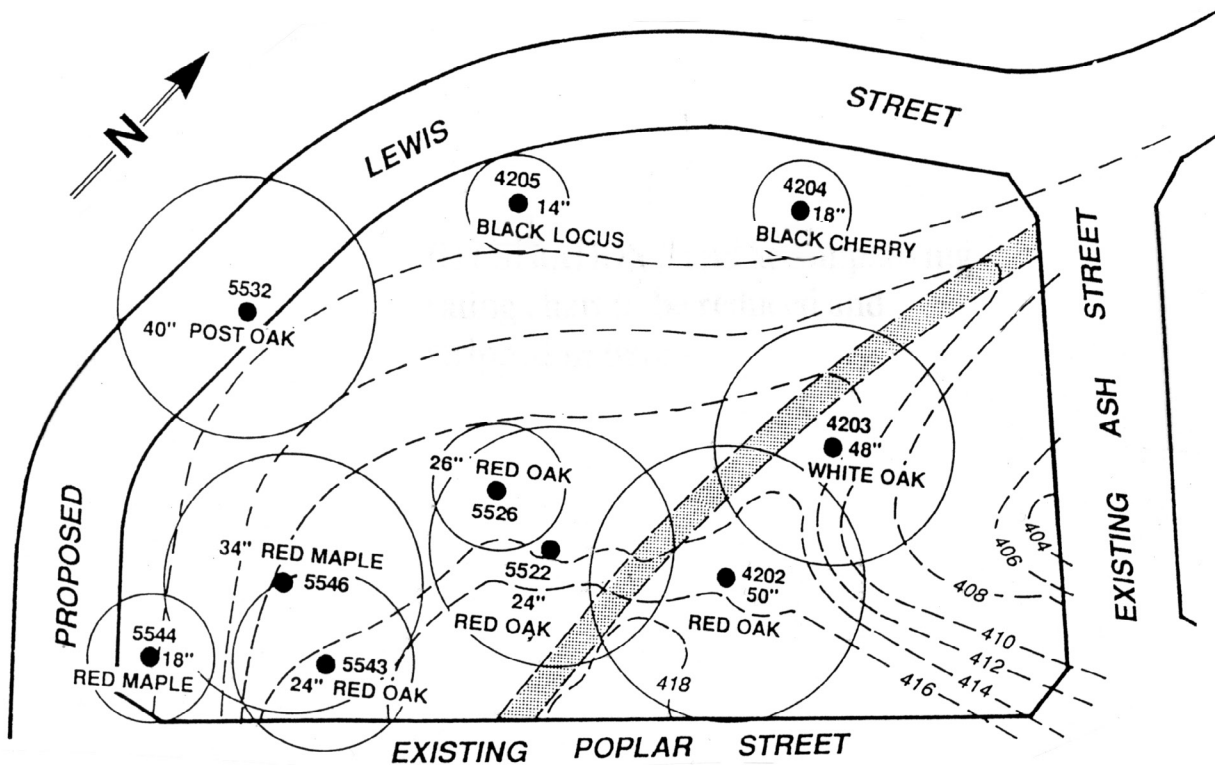 N
LEWIS
STREET
4205
14"
BLACK LOCUS
4204
18"
BLACK CHERRY
5532
40" POST OAK
STREET
ASH
EXISTING
4203
48"
WHITE OAK
26" RED OAK
5526
34" RED MAPLE
5546
5522
24"
RED OAK
4202
50"
RED OAK
404
406
408
410
412
414
416
418
PROPOSED
5544
18"
RED MAPLE
5543
24" RED OAK
EXISTING POPLAR STREET